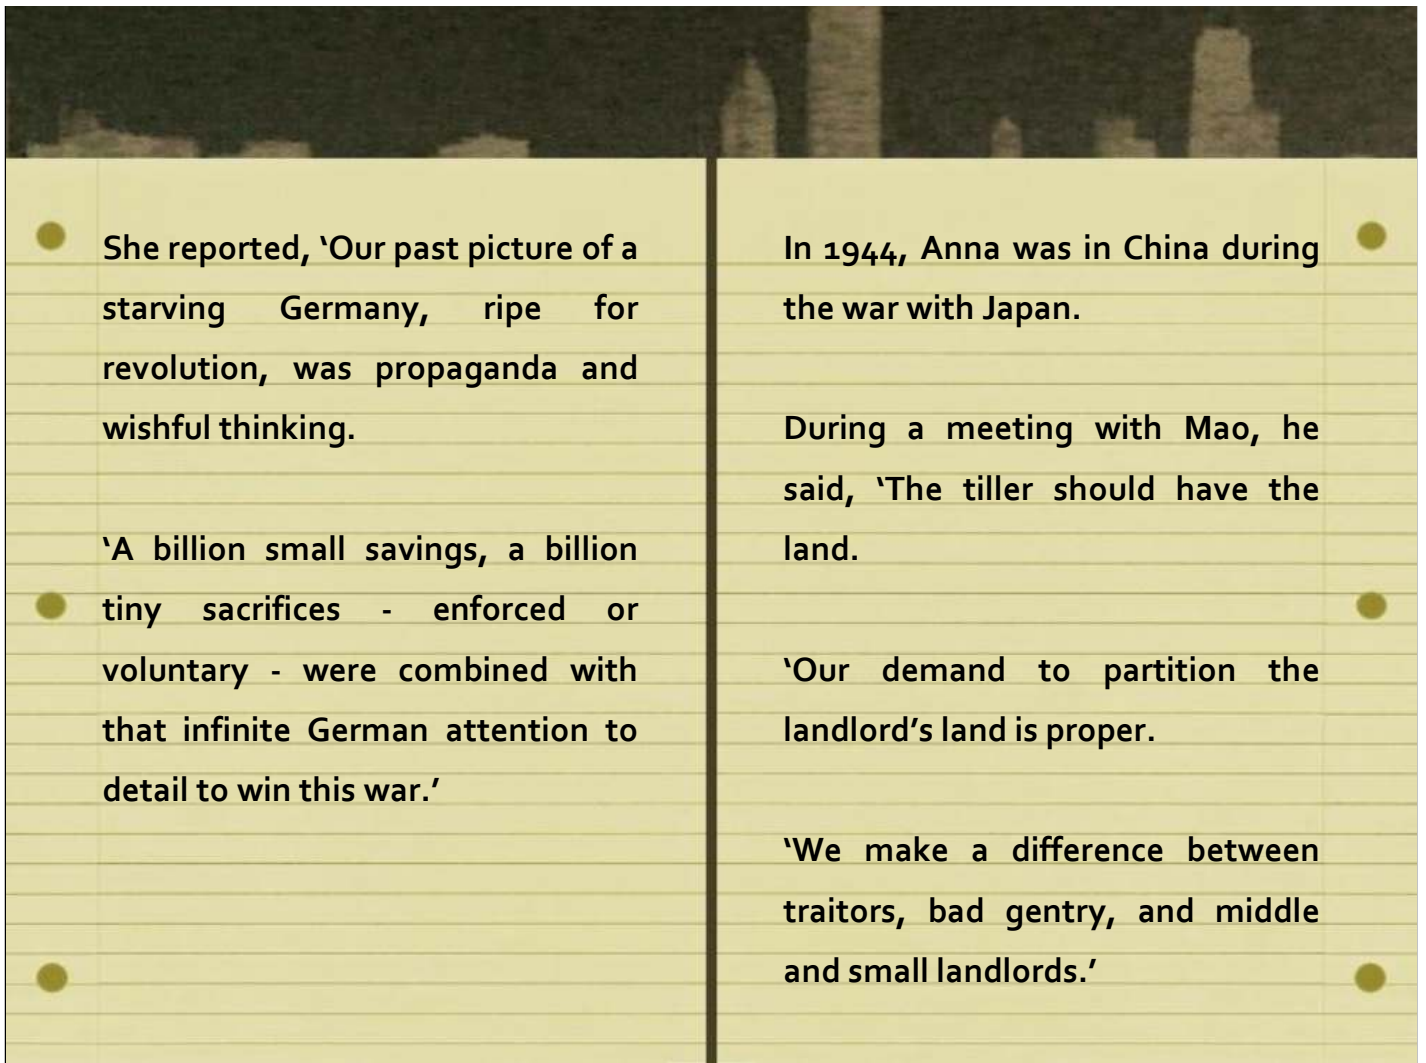 She reported, ‘Our past picture of a
starving Germany, ripe for
revolution, was propaganda and
wishful thinking.
‘A billion small savings, a billion
tiny sacrifices - enforced or
voluntary - were combined with
that infinite German attention to
detail to win this war.’
In 1944, Anna was in China during
the war with Japan.
During a meeting with Mao, he
said, ‘The tiller should have the
land.
‘Our demand to partition the
landlord’s land is proper.
‘We make a difference between
traitors, bad gentry, and middle
and small landlords.’